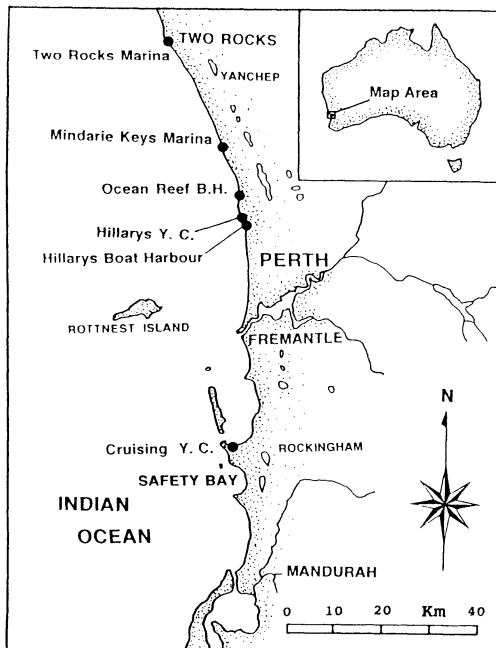 TWO ROCKS
Two Rocks Marina
YANCHEP
Map Area
Mindarie Keys Marina
Ocean Reef B.H.
Hillarys Y. C.
Hillarys Boat Harbour
PERTH
ROTTNEST ISLAND
FREMANTLE
Cruising Y. C.
ROCKINGHAM
SAFETY BAY
N
INDIAN
OCEAN
MANDURAH
0 10 20 Km 40